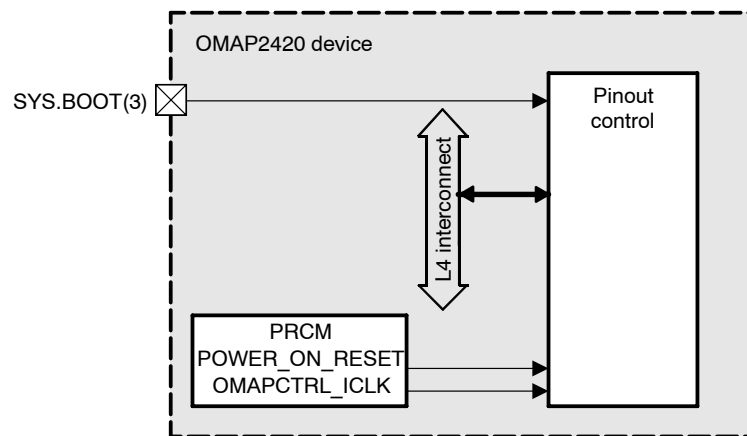 OMAP2420 device
SYS.BOOT(3)
Pinout
control
L4 interconnect
PRCM
POWER_ON_RESET
OMAPCTRL_ICLK